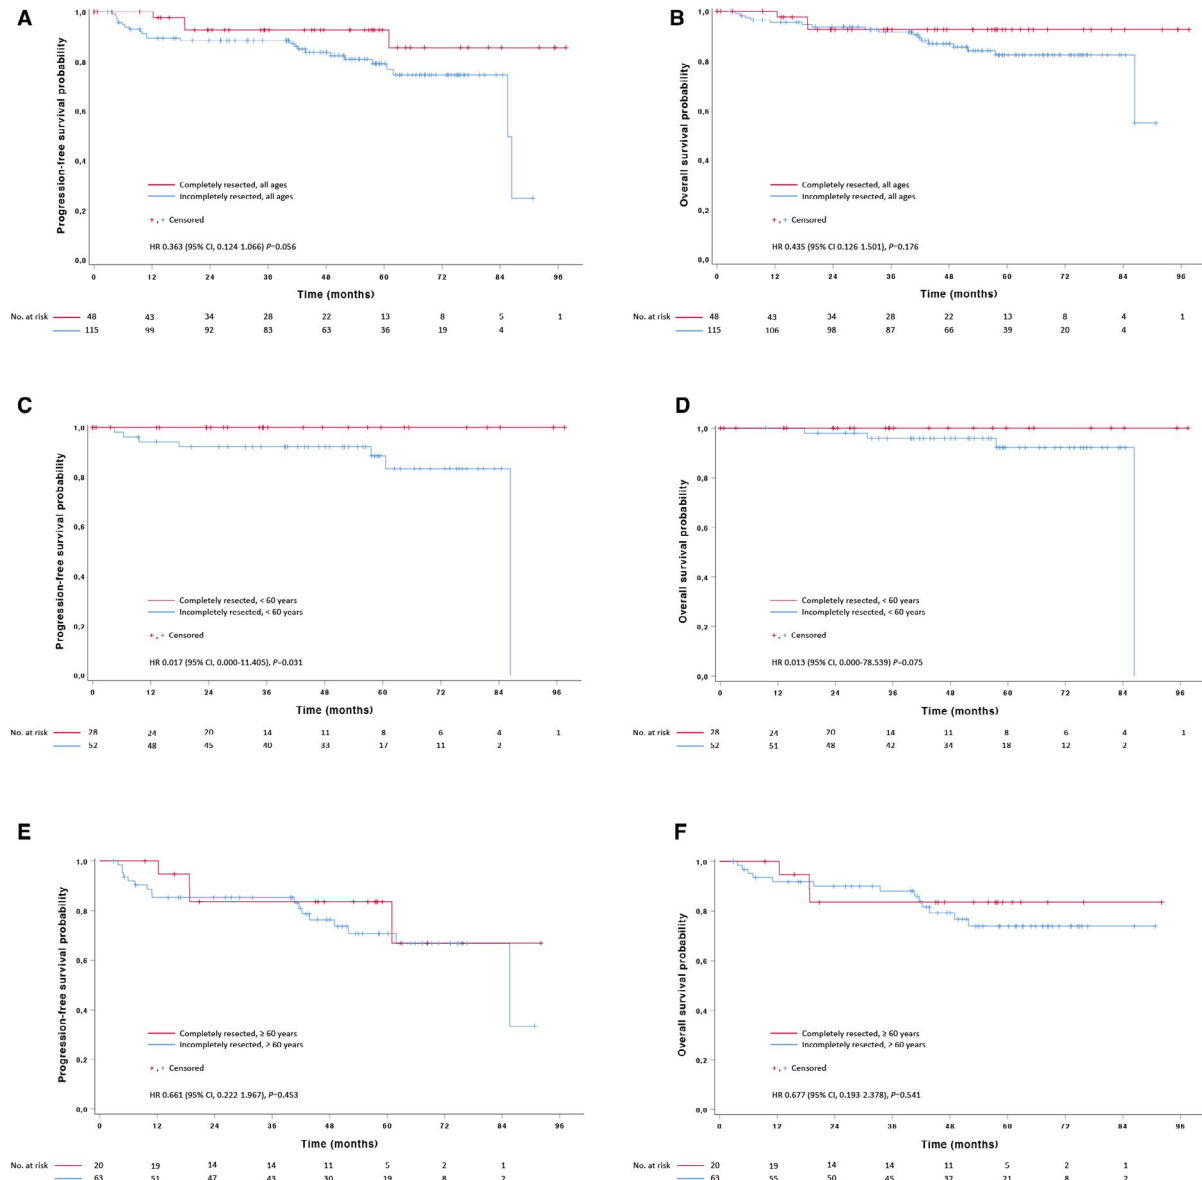 A
Progression-free survival probability
1,0
0,8
0,6
0,4
0,2
0,0
Completely resected, all ages
Incompletely resected, all ages
+ , + Censored
HR 0.363 (95% CI, 0.124 1.066) P=0.056
0 12 24 36 48 60 72 84 96
Time (months)
No. at risk 48 43 34 28 22 13 8 5 1
115 99 92 83 63 36 19 4
B
Overall survival probability
1,0
0,8
0,6
0,4
0,2
0,0
Completely resected, all ages
Incompletely resected, all ages
+ , + Censored
HR 0.435 (95% CI 0.126 1.501), P=0.176
0 12 24 36 48 60 72 84 96
Time (months)
No. at risk 48 43 34 28 22 13 8 4 1
115 106 98 87 66 39 20 4
C
Progression-free survival probability
1,0
0,8
0,6
0,4
0,2
0,0
Completely resected, < 60 years
Incompletely resected, < 60 years
+ , + Censored
HR 0.017 (95% CI, 0.000-11.405), P=0.031
0 12 24 36 48 60 72 84 96
Time (months)
No. at risk 28 24 20 14 11 8 6 4 1
52 48 45 40 33 17 11 2
D
Overall survival probability
1,0
0,8
0,6
0,4
0,2
0,0
Completely resected, < 60 years
Incompletely resected, < 60 years
+ , + Censored
HR 0.013 (95% CI, 0.000-78.539) P=0.075
0 12 24 36 48 60 72 84 96
Time (months)
No. at risk 28 24 20 14 11 8 6 4 1
52 51 48 42 34 18 12 2
E
Progression-free survival probability
1,0
0,8
0,6
0,4
0,2
0,0
Completely resected, ≥ 60 years
Incompletely resected, ≥ 60 years
+ , + Censored
HR 0.661 (95% CI, 0.222 1.967), P=0.453
0 12 24 36 48 60 72 84 96
Time (months)
No. at risk 20 19 14 14 11 5 2 1
63 51 47 43 30 19 8 2
F
Overall survival probability
1,0
0,8
0,6
0,4
0,2
0,0
Completely resected, ≥ 60 years
Incompletely resected, ≥ 60 years
+ , + Censored
HR 0.677 (95% CI, 0.193 2.378), P=0.541
0 12 24 36 48 60 72 84 96
Time (months)
No. at risk 20 19 14 14 11 5 2 1
63 55 50 45 32 21 8 2